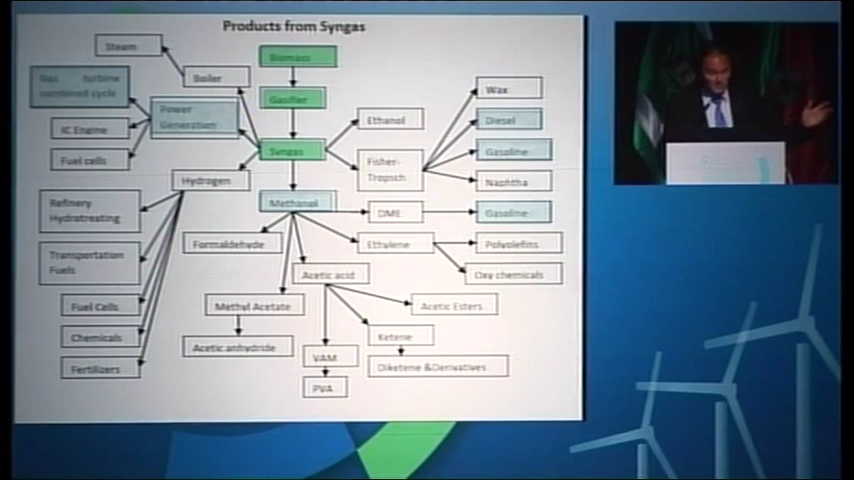 Products from Syngas
Steam
Biomass
Boiler
Gas turbine
combined cycle
Gasifier
Wax
Power
Generation
Ethanol
Diesel
IC Engine
Syngas
Gasoline
Fuel cells
Fisher-
Tropsch
Hydrogen
Naphtha
Refinery
Hydrotreating
Methanol
DME
Gasoline
Formaldehyde
Ethylene
Polyolefins
Transportation
Fuels
Acetic acid
Oxy chemicals
Fuel Cells
Methyl Acetate
Acetic Esters
Chemicals
Acetic anhydride
Ketene
VAM
Fertilizers
Diketene &Derivatives
PVA